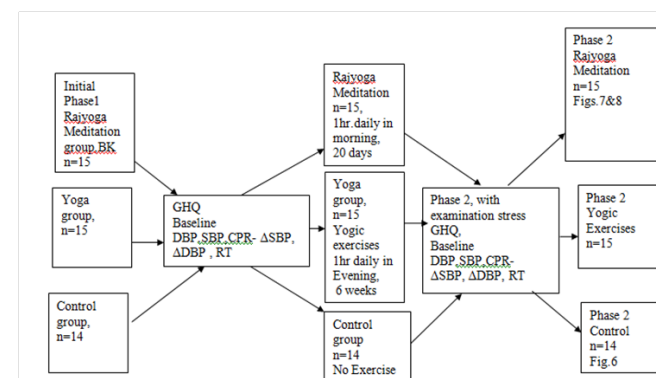 Initial
Phase1
Rajyoga
Meditation
group,BK
n=15
Yoga
group,
n=15
Control
group,
n=14
GHQ
Baseline
DBP,SBP,CPR- ΔSBP,
ΔDBP , RT
Rajyoga
Meditation
n=15,
1hr.daily in
morning,
20 days
Yoga
group,
n=15
Yogic
exercises
1hr daily in
Evening,
6 weeks
Control
group
n=14
No Exercise
Phase 2, with
examination stress
GHQ,
Baseline
DBP,SBP,CPR-
ΔSBP, ΔDBP, RT
Phase 2
Rajyoga
Meditation
n=15
Figs.7&8
Phase 2
Yogic
Exercises
n=15
Phase 2
Control
n=14
Fig.6